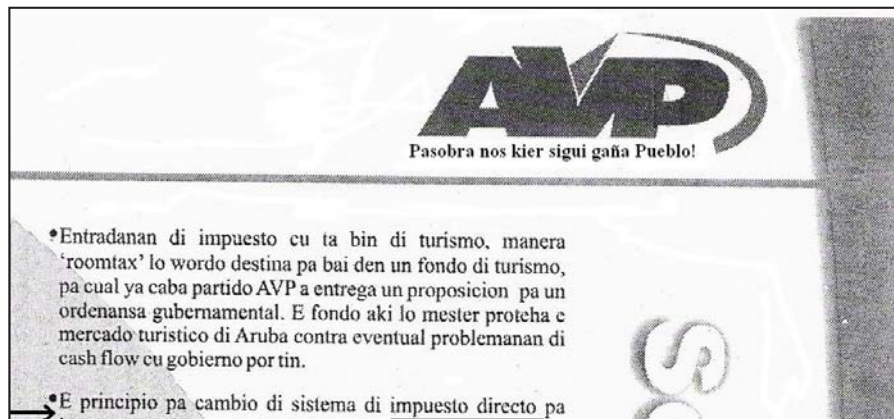 AVP
Pasobra nos kier sigui gaña Pueblo!
•Entradanan di impuesto cu ta bin di turismo, manera
'roomtax' lo wordo destina pa bai den un fondo di turismo,
pa cual ya caba partido AVP a entrega un proposicion pa un
ordenansa gubernamental. E fondo aki lo mester proteha e
mercado turistico di Aruba contra eventual problemanan di
cash flow cu gobierno por tin.
•E principio pa cambio di sistema di impuesto directo pa